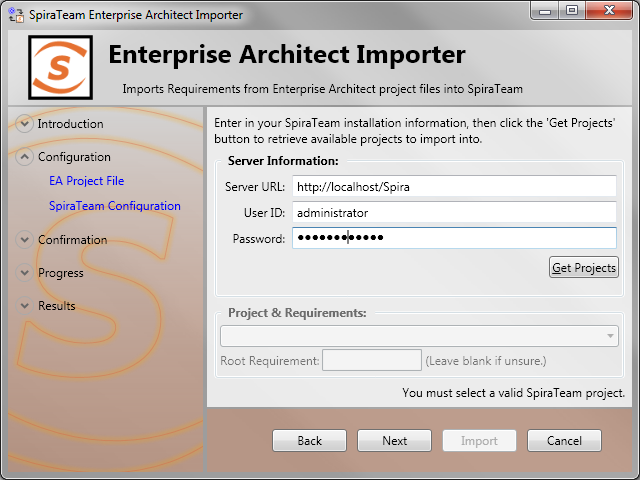 SpiraTeam Enterprise Architect Importer
S
Enterprise Architect Importer
Imports Requirements from Enterprise Architect project files into SpiraTeam
Introduction
Configuration
EA Project File
SpiraTeam Configuration
Confirmation
Progress
Results
Enter in your SpiraTeam installation information, then click the 'Get Projects'
button to retrieve available projects to import into.
Server Information:
Server URL: http://localhost/Spira
User ID: administrator
Password: ●●●●●●●●●●●●
Get Projects
Project & Requirements:
Root Requirement: (Leave blank if unsure.)
You must select a valid SpiraTeam project.
Back Next Import Cancel